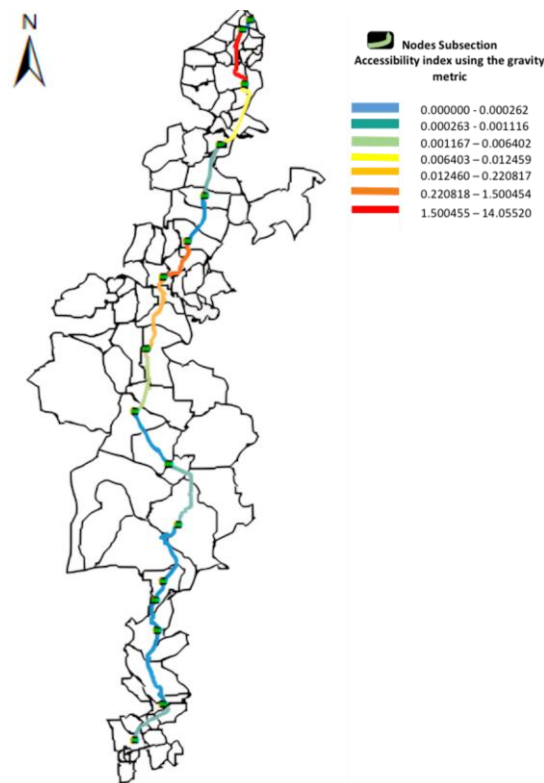 N
Nodes Subsection
Accessibility index using the gravity
metric
0.000000 - 0.000262
0.000263 - 0.001116
0.001167 - 0.006402
0.006403 - 0.012459
0.012460 - 0.220817
0.220818 – 1.500454
1.500455 – 14.05520